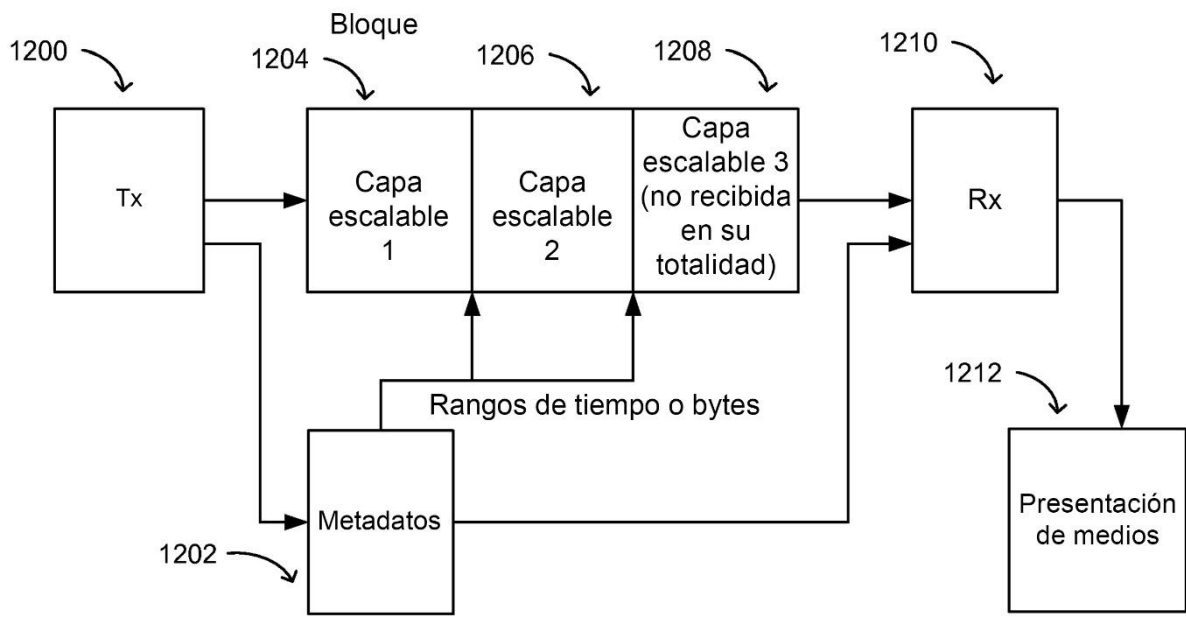 Bloque
1200
1204
1206
1208
1210
Tx
Capa
escalable
1
Capa
escalable
2
Capa
escalable 3
(no recibida
en su
totalidad)
Rx
Rangos de tiempo o bytes
1212
Metadatos
1202
Presentación
de medios